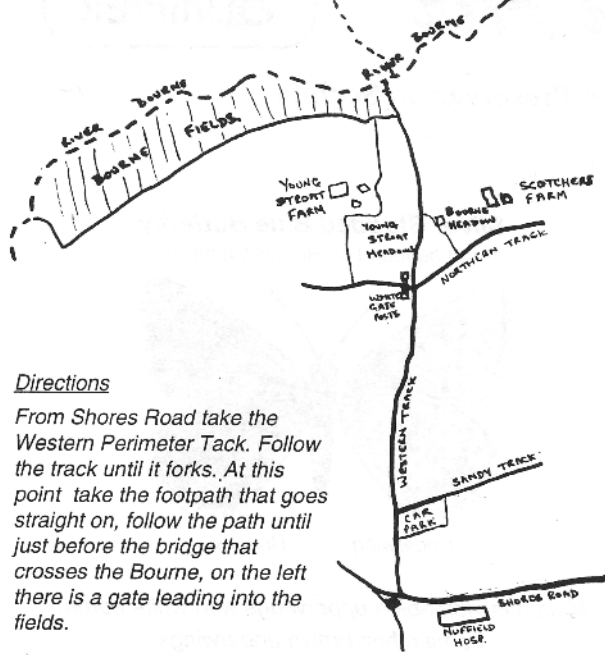 RIVER BOURNE
RIVER BOURNE
BOURNE FIELDS
YOUNG
STROAT
FARM
SCOTCHERS
FARM
BOURNE
MEADOW
YOUNG
STROAT
MEADOWS
NORTHERN TRACK
WHITE
GATE
POSTS
WESTERN TRACK
SANDY TRACK
CAR
PARK
SHORES ROAD
NUFFIELD
HOSP.
Directions
From Shores Road take the
Western Perimeter Tack. Follow
the track until it forks. At this
point take the footpath that goes
straight on, follow the path until
just before the bridge that
crosses the Bourne, on the left
there is a gate leading into the
fields.